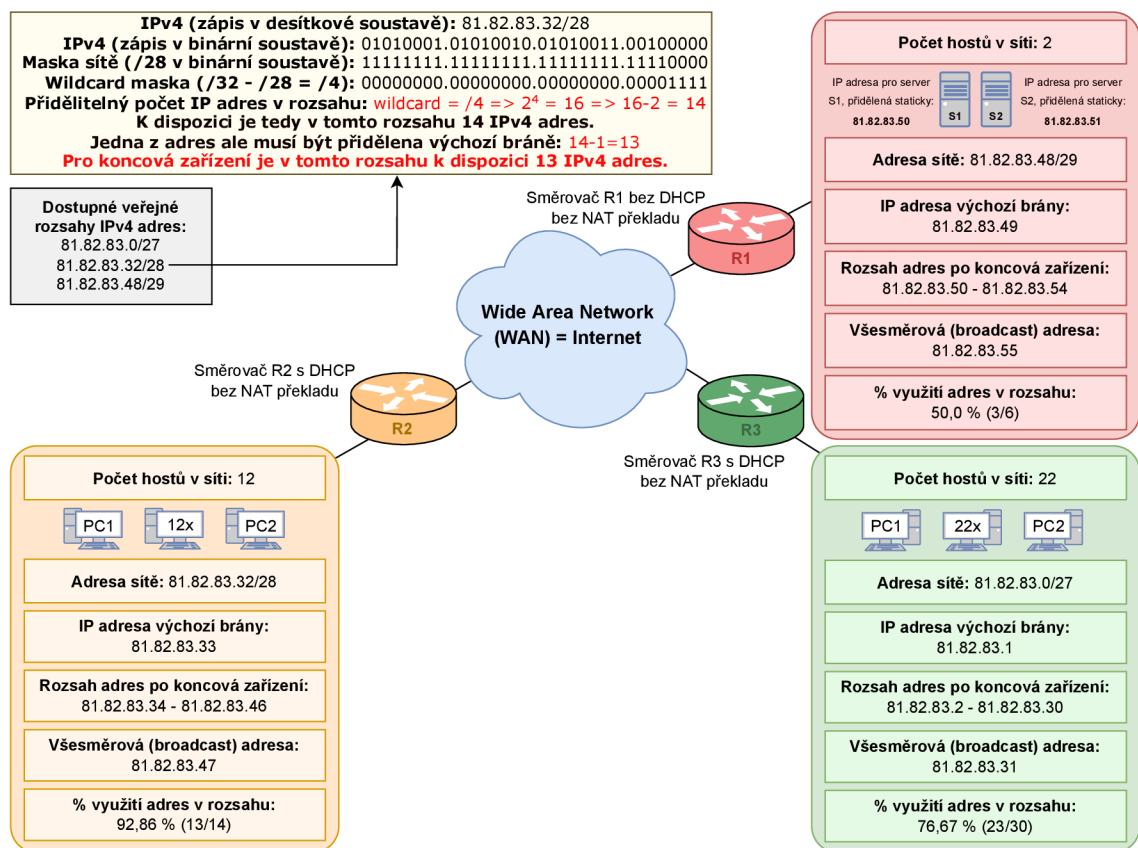 IPv4 (zápis v desítkové soustavě): 81.82.83.32/28
IPv4 (zápis v binární soustavě): 01010001.01010010.01010011.00100000
Maska sítě (/28 v binární soustavě): 11111111.11111111.11111111.11110000
Wildcard maska (/32 - /28 = /4): 00000000.00000000.00000000.00001111
Přidělitelný počet IP adres v rozsahu: wildcard = /4 => 2⁴ = 16 => 16-2 = 14
K dispozici je tedy v tomto rozsahu 14 IPv4 adres.
Jedna z adres ale musí být přidělena výchozí bráně: 14-1=13
Pro koncová zařízení je v tomto rozsahu k dispozici 13 IPv4 adres.
Dostupné veřejné
rozsahy IPv4 adres:
81.82.83.0/27
81.82.83.32/28
81.82.83.48/29
Směrovač R1 bez DHCP
bez NAT překladu
R1
Wide Area Network
(WAN) = Internet
Směrovač R2 s DHCP
bez NAT překladu
R2
Směrovač R3 s DHCP
bez NAT překladu
R3
Počet hostů v síti: 2
IP adresa pro server
S1, přidělená staticky:
81.82.83.50
S1
S2
IP adresa pro server
S2, přidělená staticky:
81.82.83.51
Adresa sítě: 81.82.83.48/29
IP adresa výchozí brány:
81.82.83.49
Rozsah adres po koncová zařízení:
81.82.83.50 - 81.82.83.54
Všesměrová (broadcast) adresa:
81.82.83.55
% využití adres v rozsahu:
50,0 % (3/6)
Počet hostů v síti: 12
PC1
12x
PC2
Adresa sítě: 81.82.83.32/28
IP adresa výchozí brány:
81.82.83.33
Rozsah adres po koncová zařízení:
81.82.83.34 - 81.82.83.46
Všesměrová (broadcast) adresa:
81.82.83.47
% využití adres v rozsahu:
92,86 % (13/14)
Počet hostů v síti: 22
PC1
22x
PC2
Adresa sítě: 81.82.83.0/27
IP adresa výchozí brány:
81.82.83.1
Rozsah adres po koncová zařízení:
81.82.83.2 - 81.82.83.30
Všesměrová (broadcast) adresa:
81.82.83.31
% využití adres v rozsahu:
76,67 % (23/30)